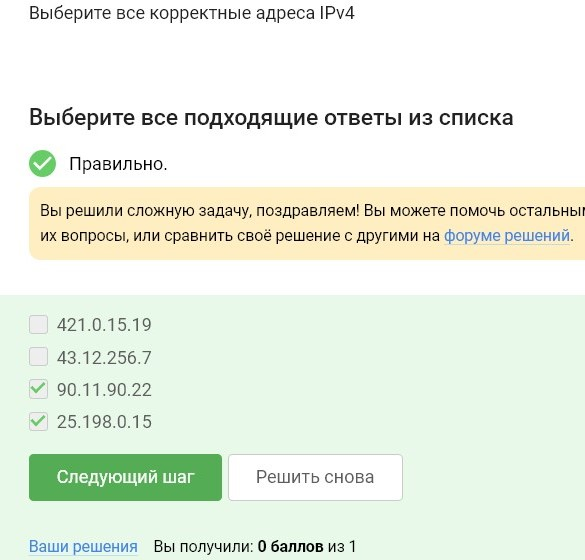 Выберите все корректные адреса IPv4
Выберите все подходящие ответы из списка
Правильно.
Вы решили сложную задачу, поздравляем! Вы можете помочь остальным
их вопросы, или сравнить своё решение с другими на форуме решений.
421.0.15.19
43.12.256.7
90.11.90.22
25.198.0.15
Следующий шаг Решить снова
Ваши решения Вы получили: 0 баллов из 1